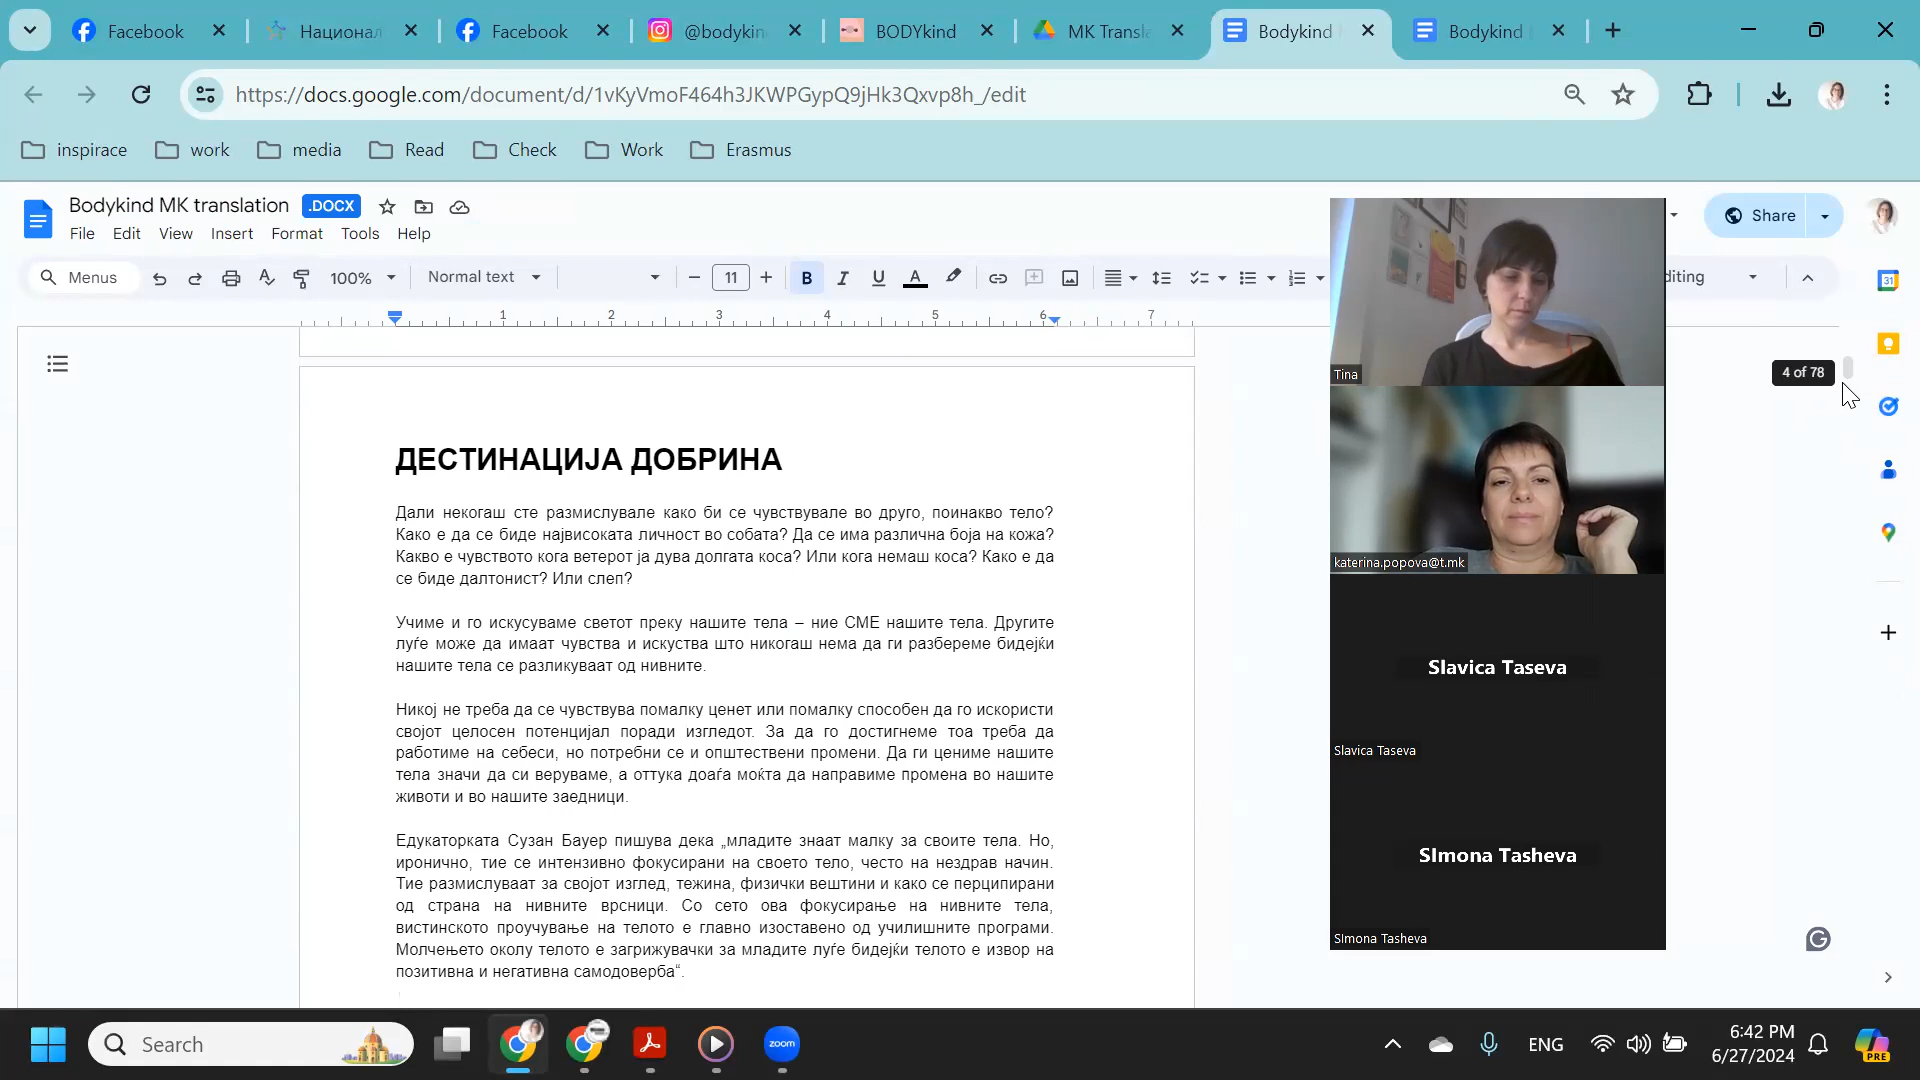 Facebook
Национал
Facebook
@bodykin
BODYkind
MK Transla
Bodykind
Bodykind
https://docs.google.com/document/d/1vKyVmoF464h3JKWPGypQ9jHk3Qxvp8h_/edit
inspirace
work
media
Read
Check
Work
Erasmus
Bodykind MK translation
.DOCX
File
Edit
View
Insert
Format
Tools
Help
Share
Menus
100%
Normal text
11
B
I
U
A
diting
31
1 2 3 4 5 6 7
4 of 78
ДЕСТИНАЦИЈА ДОБРИНА
Дали некогаш сте размислувале како би се чувствувале во друго, поинакво тело?
Како е да се биде највисоката личност во собата? Да се има различна боја на кожа?
Какво е чувството кога ветерот ја дува долгата коса? Или кога немаш коса? Како е да
се биде далтонист? Или слеп?
Учиме и го искусуваме светот преку нашите тела – ние СМЕ нашите тела. Другите
луѓе може да имаат чувства и искуства што никогаш нема да ги разбереме бидејќи
нашите тела се разликуваат од нивните.
Никој не треба да се чувствува помалку ценет или помалку способен да го искористи
својот целосен потенцијал поради изгледот. За да го достигнеме тоа треба да
работиме на себеси, но потребни се и општествени промени. Да ги цениме нашите
тела значи да си веруваме, а оттука доаѓа моќта да направиме промена во нашите
животи и во нашите заедници.
Едукаторката Сузан Бауер пишува дека „младите знаат малку за своите тела. Но,
иронично, тие се интензивно фокусирани на своето тело, често на нездрав начин.
Тие размислуваат за својот изглед, тежина, физички вештини и како се перципирани
од страна на нивните врсници. Со сето ова фокусирање на нивните тела,
вистинското проучување на телото е главно изоставено од училишните програми.
Молчењето околу телото е загрижувачки за младите луѓе бидејќи телото е извор на
позитивна и негативна самодоверба“.
Tina
katerina.popova@t.mk
Slavica Taseva
Slavica Taseva
SImona Tasheva
SImona Tasheva
Search
zoom
ENG
6:42 PM
6/27/2024
PRE